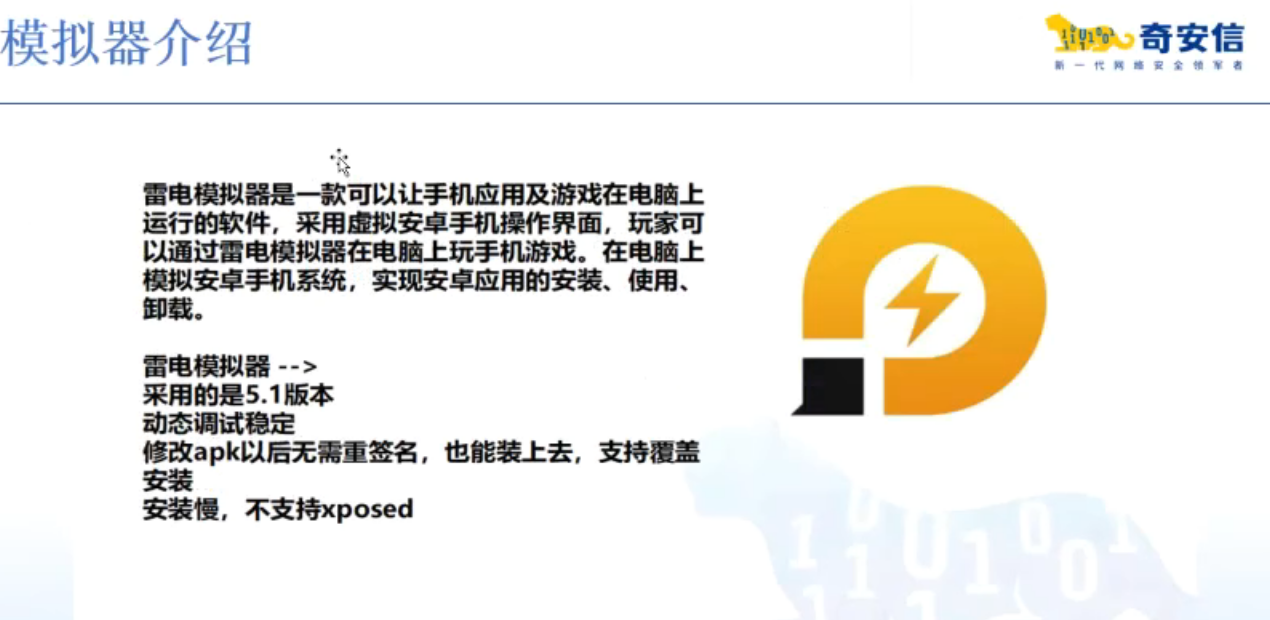 模拟器介绍
奇安信
新一代网络安全领军者
雷电模拟器是一款可以让手机应用及游戏在电脑上
运行的软件，采用虚拟安卓手机操作界面，玩家可
以通过雷电模拟器在电脑上玩手机游戏。在电脑上
模拟安卓手机系统，实现安卓应用的安装、使用、
卸载。
雷电模拟器 -->
采用的是5.1版本
动态调试稳定
修改apk以后无需重签名，也能装上去，支持覆盖
安装
安装慢，不支持xposed